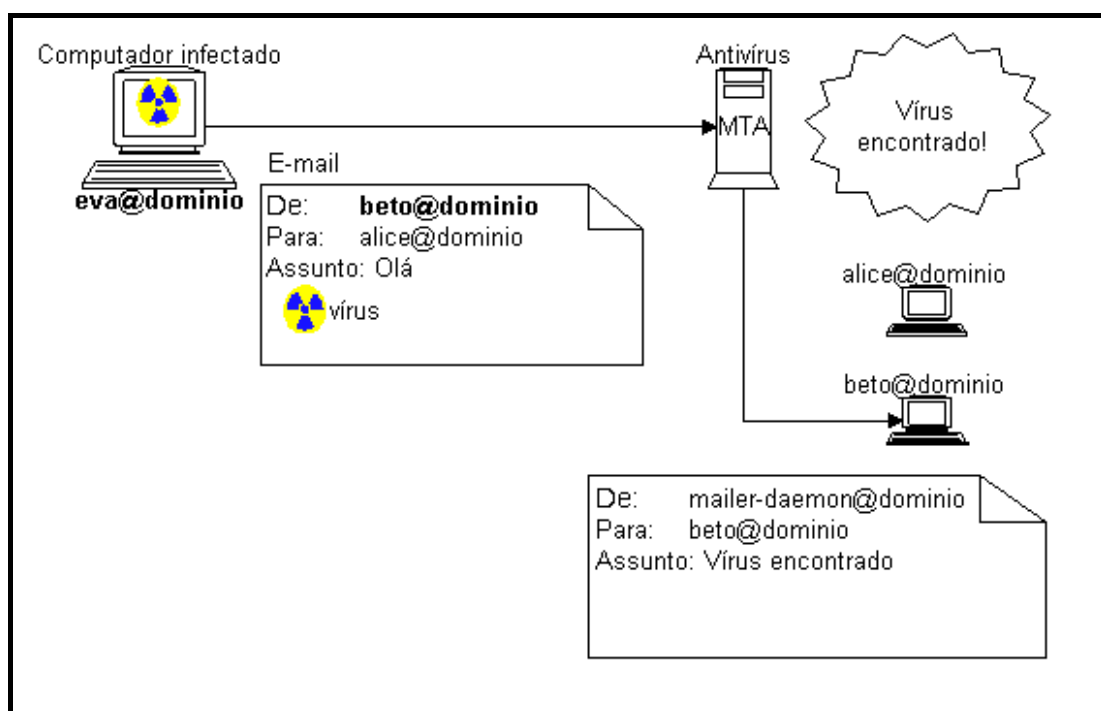 Computador infectado
eva@dominio
E-mail
De: beto@dominio
Para: alice@dominio
Assunto: Olá
vírus
Antivírus
MTA
Vírus
encontrado!
alice@dominio
beto@dominio
De: mailer-daemon@dominio
Para: beto@dominio
Assunto: Vírus encontrado